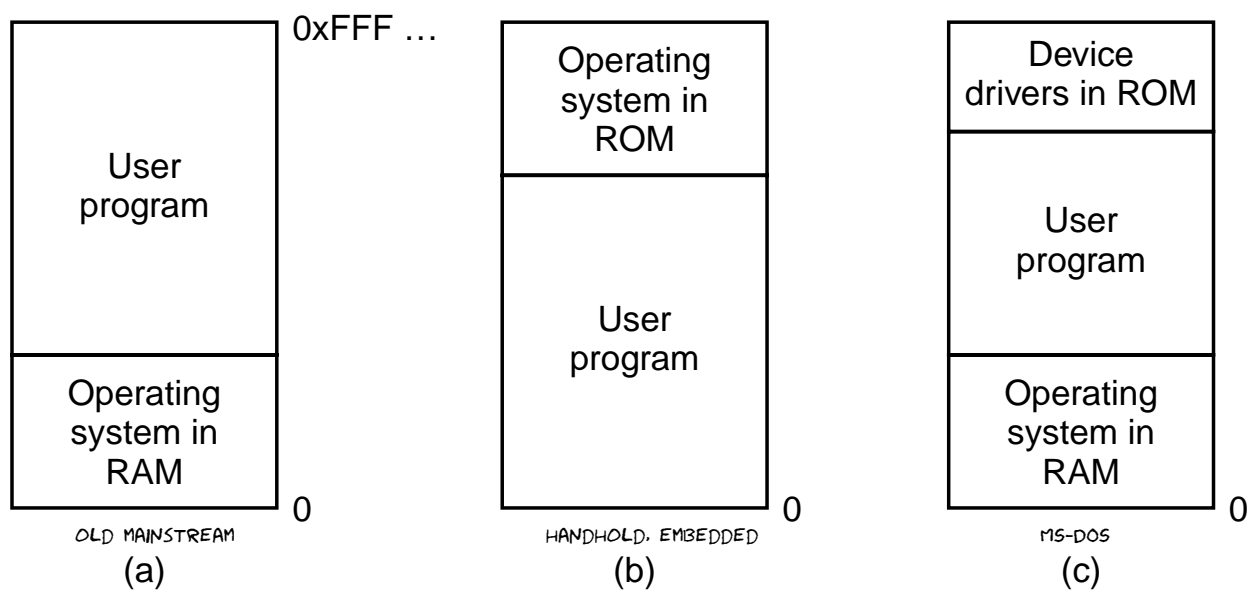 0xFFF …
User
program
Operating
system in
RAM
0
OLD MAINSTREAM
(a)
Operating
system in
ROM
User
program
0
HANDHOLD, EMBEDDED
(b)
Device
drivers in ROM
User
program
Operating
system in
RAM
0
MS-DOS
(c)